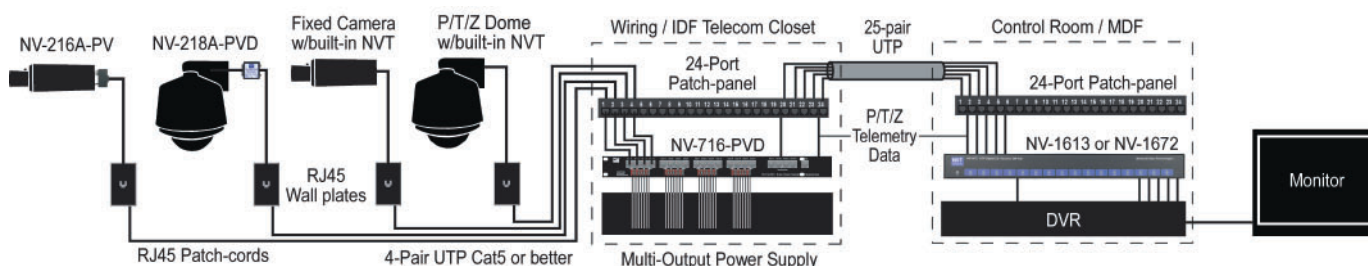 NV-216A-PV
NV-218A-PVD
Fixed Camera
w/built-in NVT
P/T/Z Dome
w/built-in NVT
Wiring / IDF Telecom Closet
25-pair
UTP
Control Room / MDF
24-Port
Patch-panel
24-Port Patch-panel
NV-716-PVD
P/T/Z
Telemetry
Data
NV-1613 or NV-1672
RJ45
Wall plates
DVR
Monitor
RJ45 Patch-cords
4-Pair UTP Cat5 or better
Multi-Output Power Supply